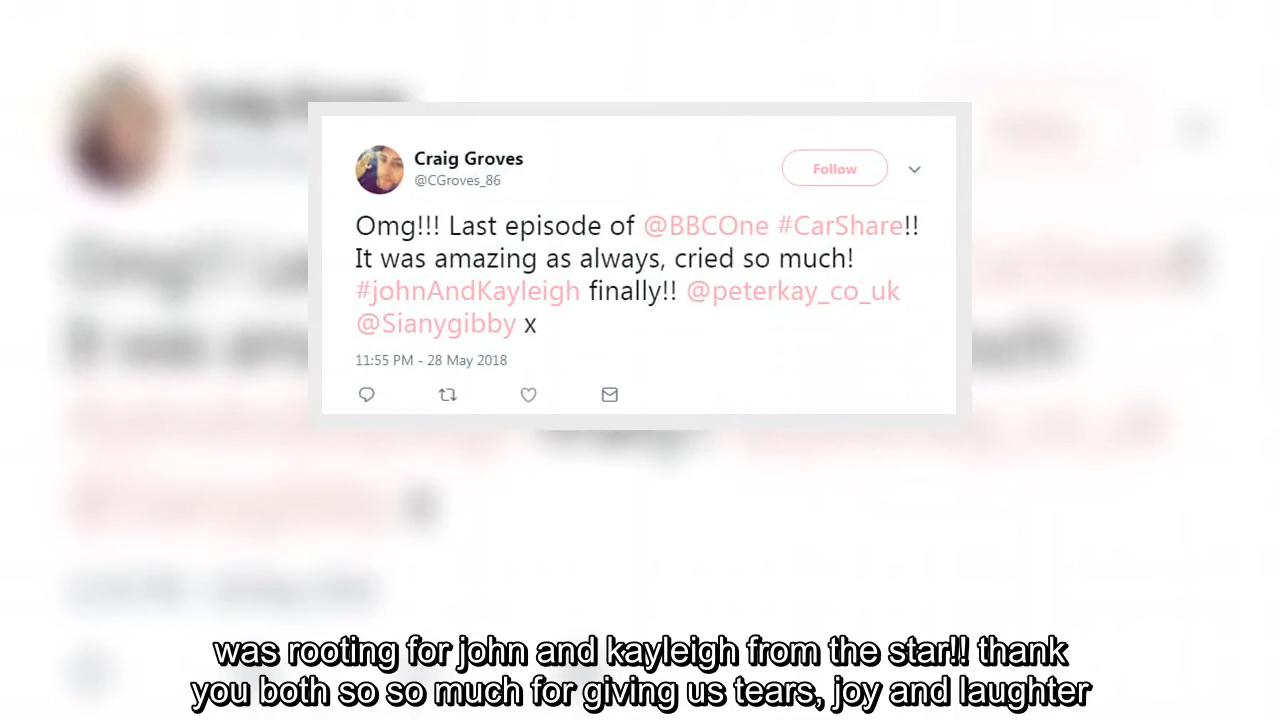 Craig Groves
@CGroves_86
Follow
Omg!!! Last episode of @BBCOne #CarShare!!
It was amazing as always, cried so much!
#johnAndKayleigh finally!! @peterkay_co_uk
@Sianygibby x
11:55 PM - 28 May 2018
was rooting for john and kayleigh from the star!! thank
you both so so much for giving us tears, joy and laughter